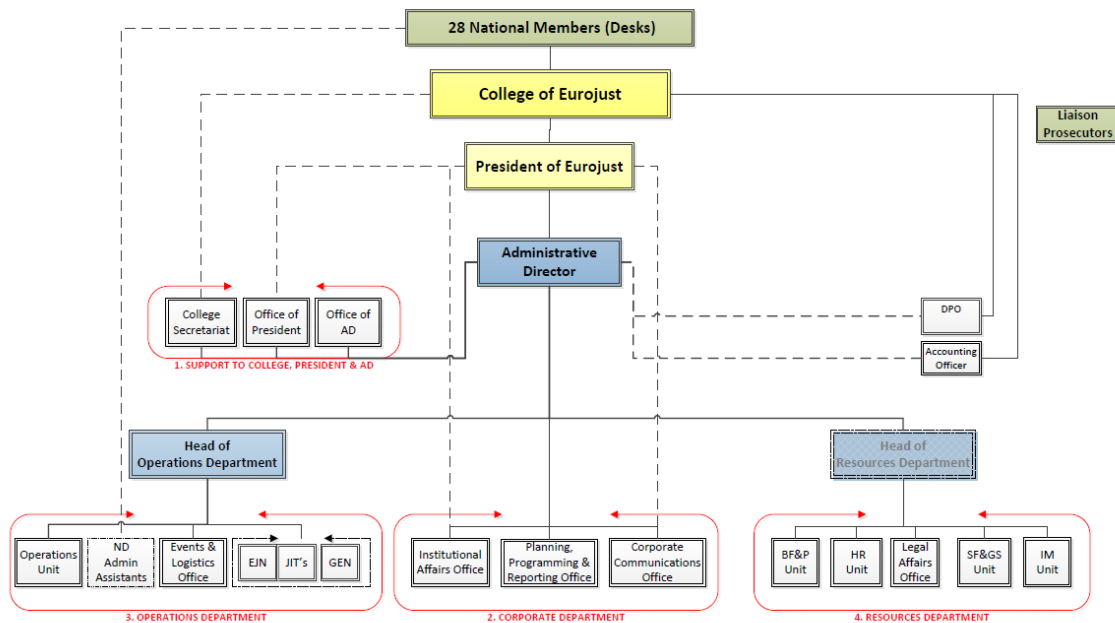 28 National Members (Desks)
College of Eurojust
Liaison
Prosecutors
President of Eurojust
Administrative
Director
College
Secretariat
Office of
President
Office of
AD
DPO
Accounting
Officer
1. SUPPORT TO COLLEGE, PRESIDENT & AD
Head of
Operations Department
Head of
Resources Department
Operations
Unit
ND
Admin
Assistants
Events &
Logistics
Office
EJN
JIT's
GEN
Institutional
Affairs Office
Planning,
Programming &
Reporting Office
Corporate
Communications
Office
BF&P
Unit
HR
Unit
Legal
Affairs
Office
SF&GS
Unit
IM
Unit
3. OPERATIONS DEPARTMENT
2. CORPORATE DEPARTMENT
4. RESOURCES DEPARTMENT